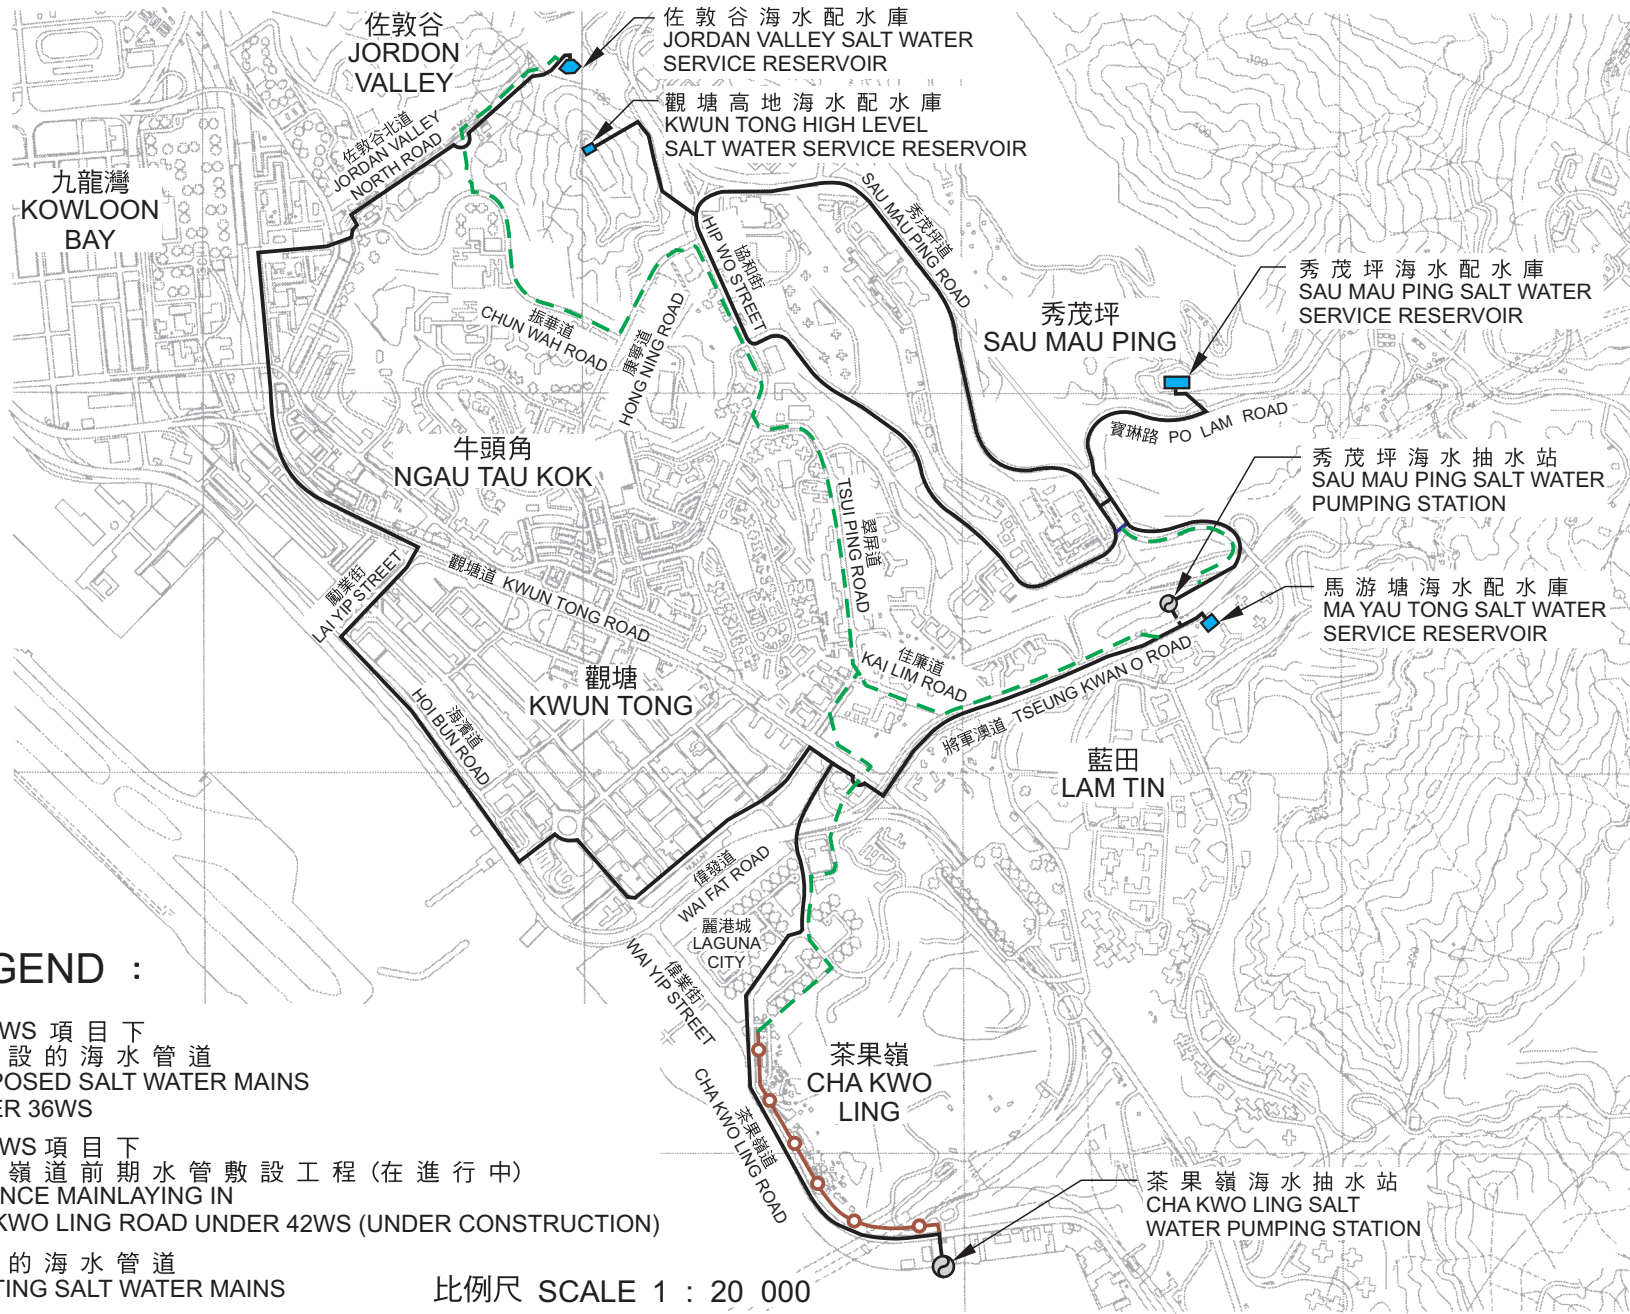 佐敦谷
JORDON
VALLEY
佐敦谷海水配水庫
JORDAN VALLEY SALT WATER
SERVICE RESERVOIR
觀塘高地海水配水庫
KWUN TONG HIGH LEVEL
SALT WATER SERVICE RESERVOIR
佐敦谷北道
JORDAN VALLEY
NORTH ROAD
九龍灣
KOWLOON
BAY
秀茂坪道
SAU MAU PING ROAD
協和街
HIP WO STREET
振華道
CHUN WAH ROAD
康寧道
HONG NING ROAD
秀茂坪
SAU MAU PING
秀茂坪海水配水庫
SAU MAU PING SALT WATER
SERVICE RESERVOIR
寶琳路 PO LAM ROAD
牛頭角
NGAU TAU KOK
秀茂坪海水抽水站
SAU MAU PING SALT WATER
PUMPING STATION
翠屏道
TSUI PING ROAD
觀塘道 KWUN TONG ROAD
勵業街
LAI YIP STREET
馬游塘海水配水庫
MA YAU TONG SALT WATER
SERVICE RESERVOIR
佳廉道
KAI LIM ROAD
將軍澳道 TSEUNG KWAN O ROAD
觀塘
KWUN TONG
海濱道
HOI BUN ROAD
藍田
LAM TIN
偉發道
WAI FAT ROAD
麗港城
LAGUNA
CITY
偉業街
WAI YIP STREET
茶果嶺
CHA KWO
LING
茶果嶺道
CHA KWO LING ROAD
茶果嶺海水抽水站
CHA KWO LING SALT
WATER PUMPING STATION
GEND :
WS 項目下
設的海水管道
POSED SALT WATER MAINS
ER 36WS
WS 項目下
嶺道前期水管敷設工程(在進行中)
NCE MAINLAYING IN
KWO LING ROAD UNDER 42WS (UNDER CONSTRUCTION)
的海水管道
TING SALT WATER MAINS
比例尺 SCALE 1 : 20 000